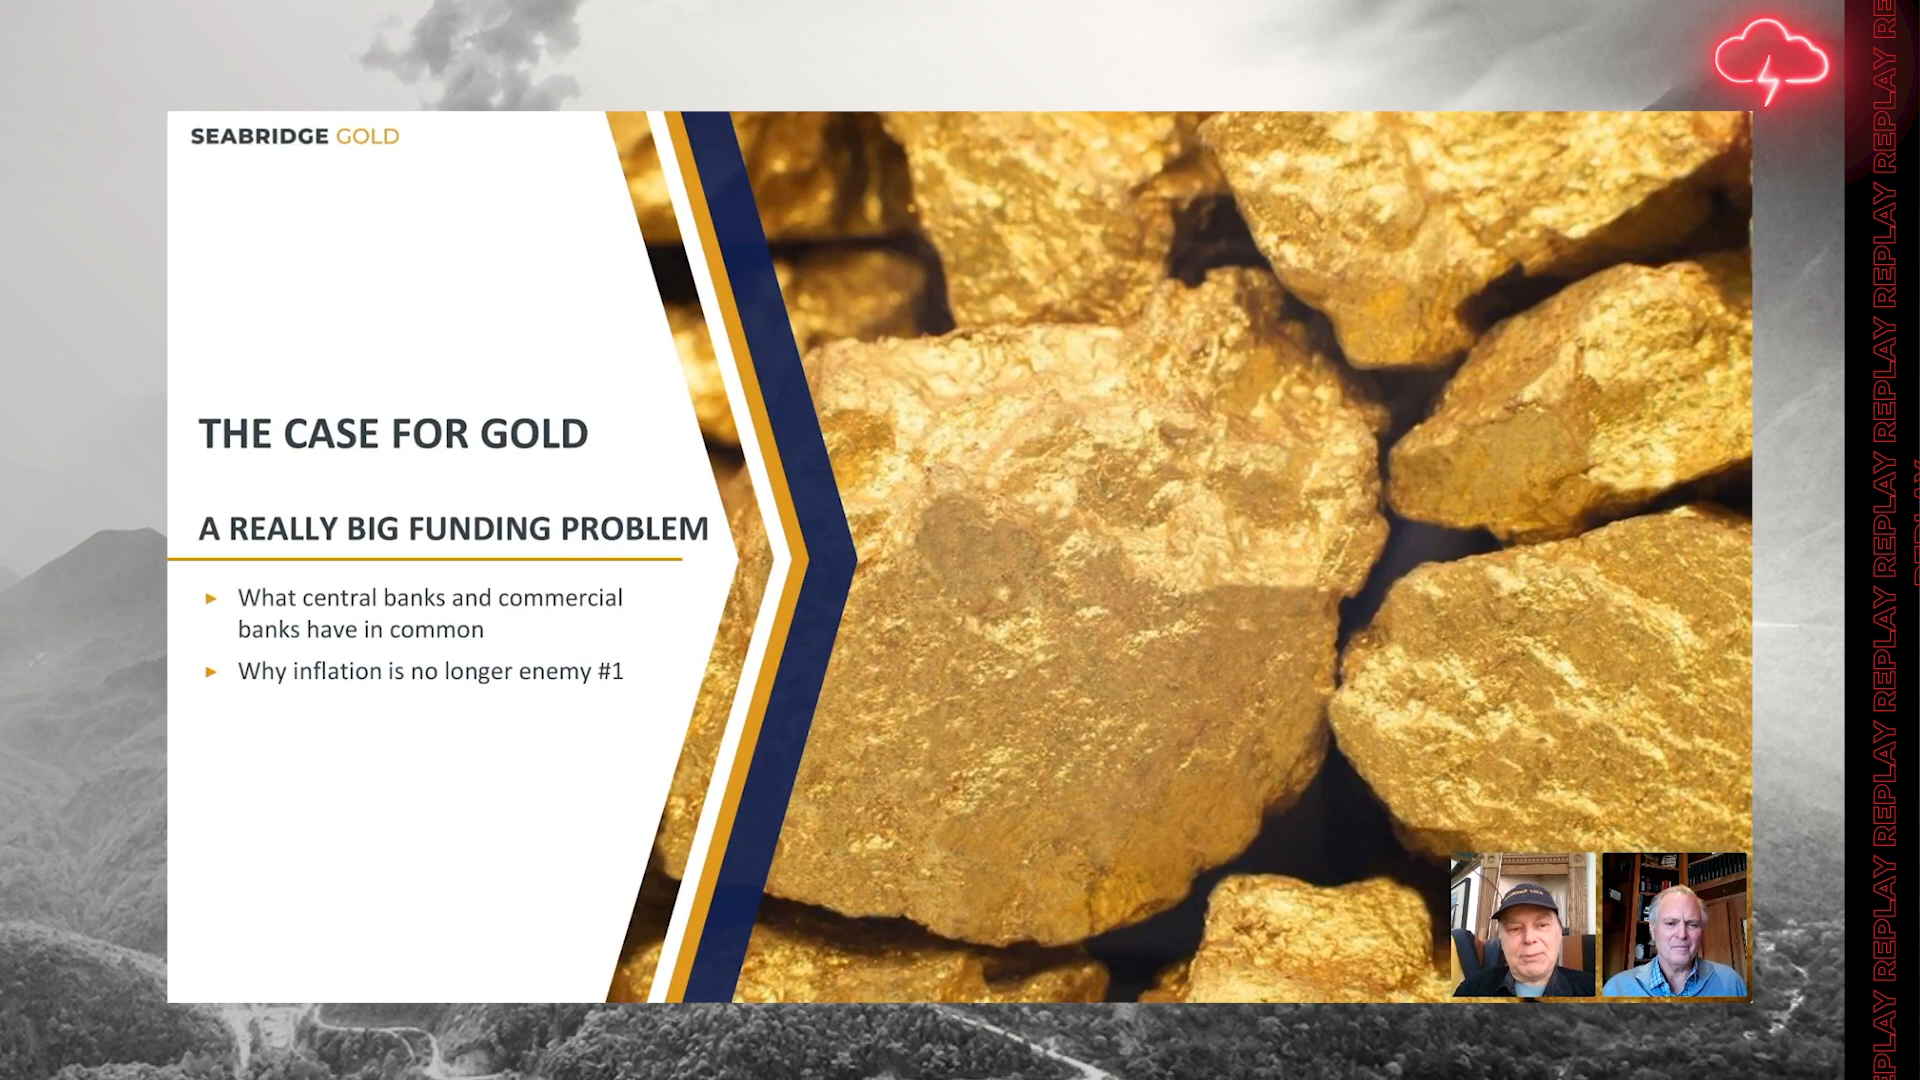 SEABRIDGE GOLD
THE CASE FOR GOLD
A REALLY BIG FUNDING PROBLEM
► What central banks and commercial
banks have in common
► Why inflation is no longer enemy #1
REPLAY REPLAY REPLAY REPLAY REPLAY REPLAY REPLAY REPLAY